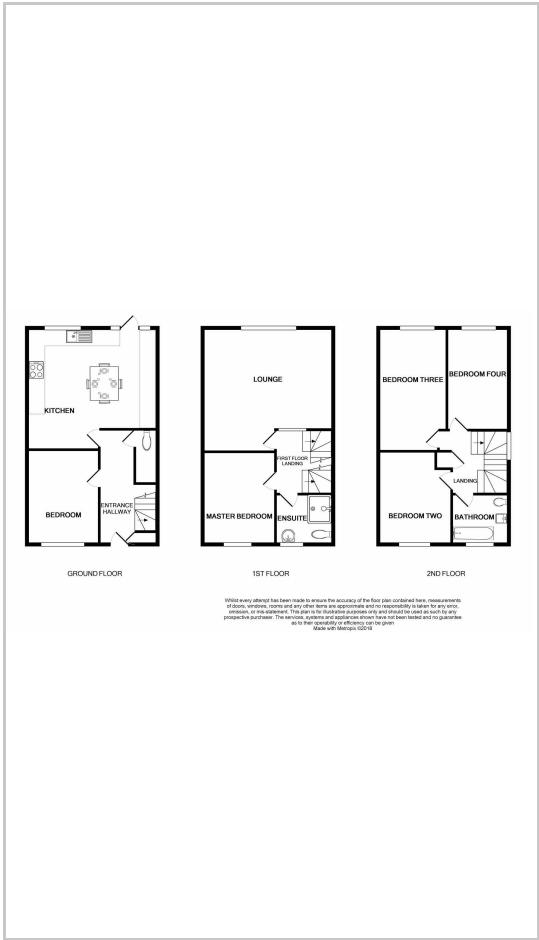 KITCHEN
BEDROOM
ENTRANCE
HALLWAY
GROUND FLOOR
LOUNGE
FIRST FLOOR
LANDING
MASTER BEDROOM
ENSUITE
1ST FLOOR
BEDROOM THREE
BEDROOM FOUR
LANDING
BEDROOM TWO
BATHROOM
2ND FLOOR
Whilst every attempt has been made to ensure the accuracy of the floor plan contained here, measurements
of doors, windows, rooms and any other items are approximate and no responsibility is taken for any error,
omission, or mis-statement. This plan is for illustrative purposes only and should be used as such by any
prospective purchaser. The services, systems and appliances shown have not been tested and no guarantee
as to their operability or efficiency can be given
Made with Metropix ©2018